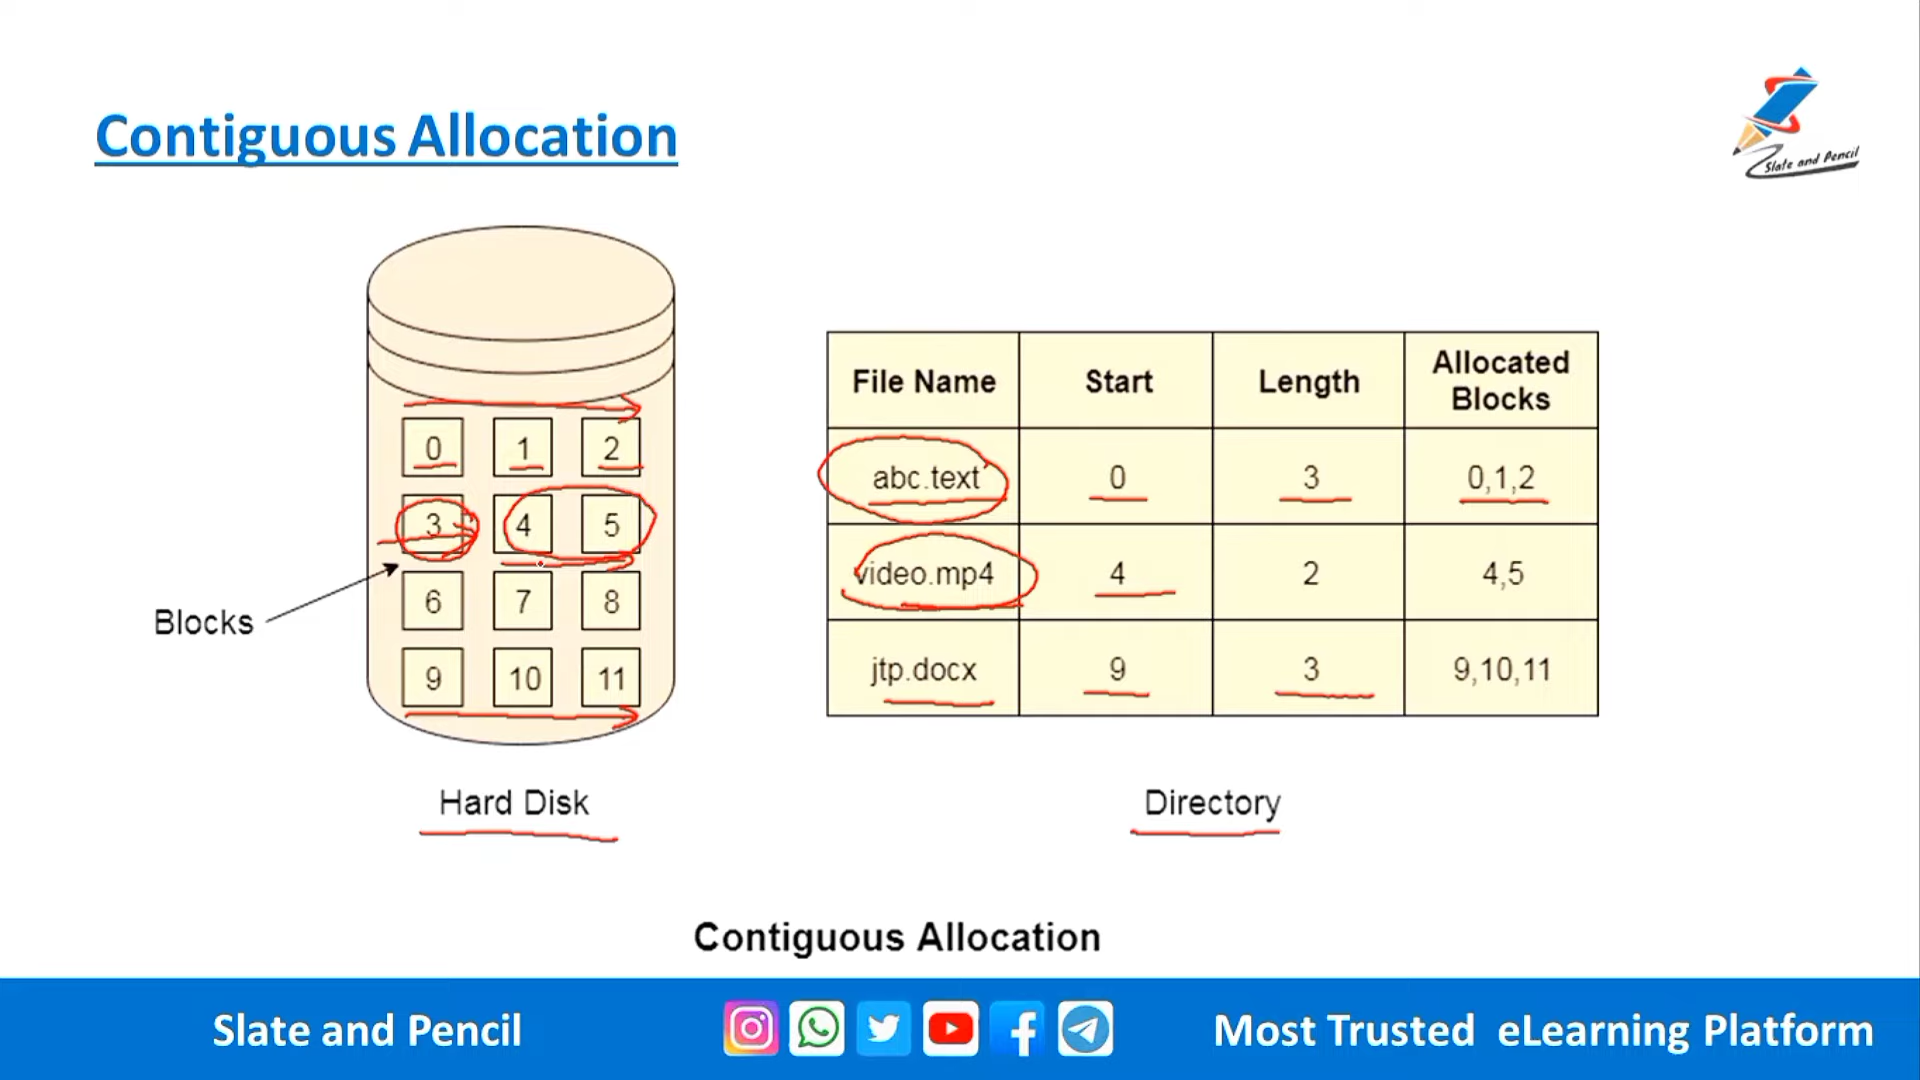 Contiguous Allocation
Slate and Pencil
0 1 2
3 4 5
6 7 8
9 10 11
Blocks
Hard Disk
File Name Start Length Allocated Blocks
abc.text 0 3 0,1,2
video.mp4 4 2 4,5
jtp.docx 9 3 9,10,11
Directory
Contiguous Allocation
Slate and Pencil
Most Trusted eLearning Platform